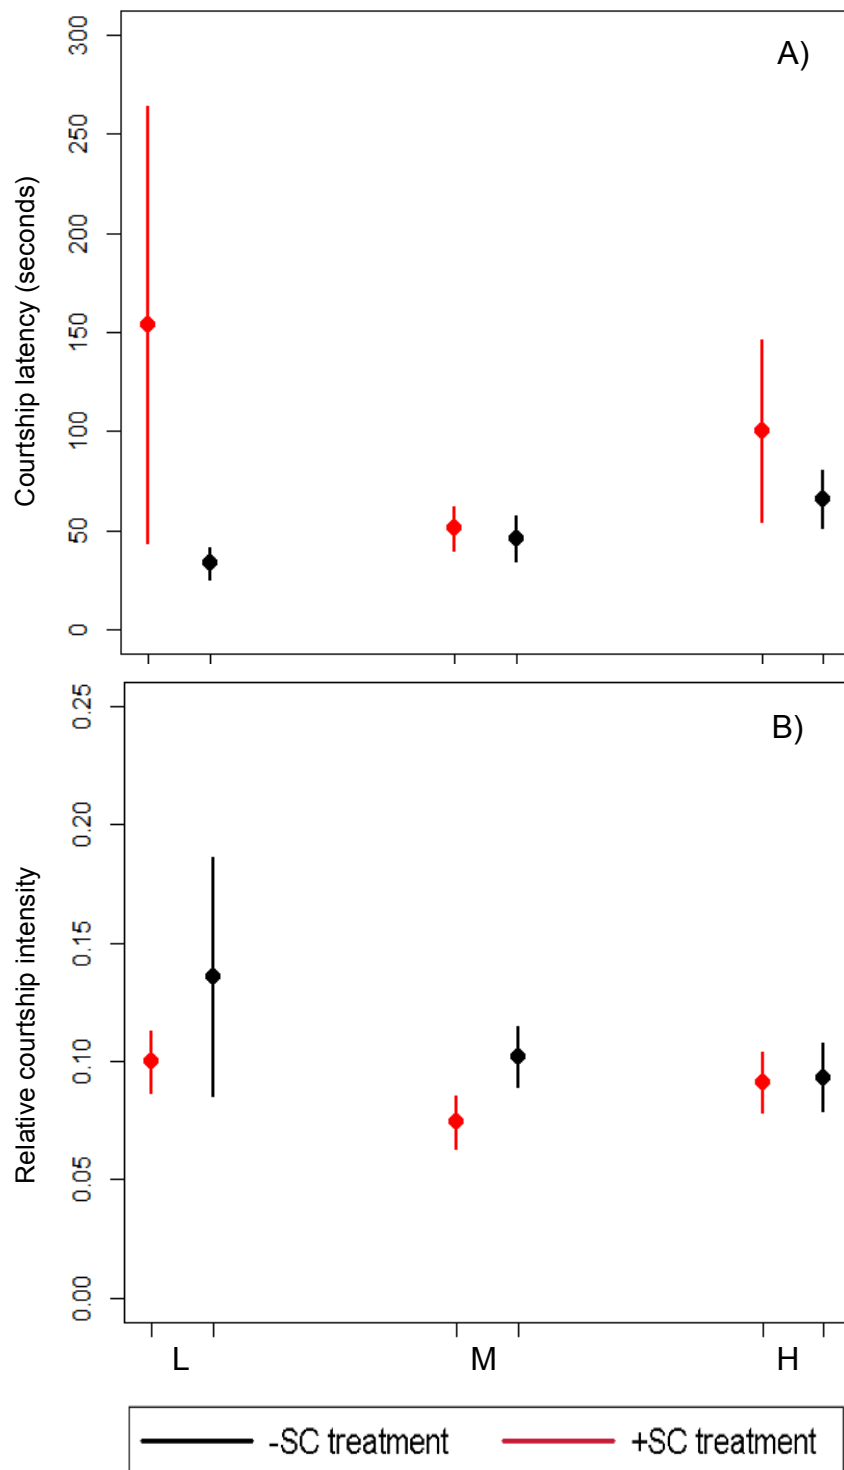 A)
Courtship latency (seconds)
300
250
200
150
100
50
0
B)
Relative courtship intensity
0.25
0.20
0.15
0.10
0.05
0.00
L M H
-SC treatment +SC treatment